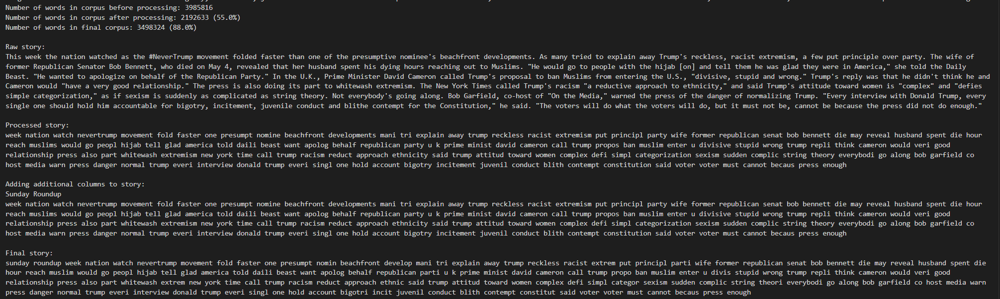 Number of words in corpus before processing: 3985816
Number of words in corpus after processing: 2192633 (55.0%)
Number of words in final corpus: 3498324 (88.0%)
Raw story:
This week the nation watched as the #NeverTrump movement folded faster than one of the presumptive nominee's beachfront developments. As many tried to explain away Trump's reckless, racist extremism, a few put principle over party. The wife of
former Republican Senator Bob Bennett, who died on May 4, revealed that her husband spent his dying hours reaching out to Muslims. "He would go to people with the hijab [on] and tell them he was glad they were in America," she told the Daily
Beast. "He wanted to apologize on behalf of the Republican Party." In the U.K., Prime Minister David Cameron called Trump's proposal to ban Muslims from entering the U.S., "divisive, stupid and wrong." Trump's reply was that he didn't think he and
Cameron would "have a very good relationship." The press is also doing its part to whitewash extremism. The New York Times called Trump's racism "a reductive approach to ethnicity," and said Trump's attitude toward women is "complex" and "defies
simple categorization," as if sexism is suddenly as complicated as string theory. Not everybody's going along. Bob Garfield, co-host of "On the Media," warned the press of the danger of normalizing Trump. "Every interview with Donald Trump, every
single one should hold him accountable for bigotry, incitement, juvenile conduct and blithe contempt for the Constitution," he said. "The voters will do what the voters will do, but it must not be, cannot be because the press did not do enough."
Processed story:
week nation watch nevertrump movement fold faster one presumpt nomine beachfront developments mani tri explain away trump reckless racist extremism put principl party wife former republican senat bob bennett die may reveal husband spent die hour
reach muslims would go peopl hijab tell glad america told daili beast want apolog behalf republican party u k prime minist david cameron call trump propos ban muslim enter u divisive stupid wrong trump repli think cameron would veri good
relationship press also part whitewash extremism new york time call trump racism reduct approach ethnicity said trump attitud toward women complex defi simpl categorization sexism sudden complic string theory everybodi go along bob garfield co
host media warn press danger normal trump everi interview donald trump everi singl one hold account bigotry incitement juvenil conduct blith contempt constitution said voter voter must cannot becaus press enough
Adding additional columns to story:
Sunday Roundup
week nation watch nevertrump movement fold faster one presumpt nomine beachfront developments mani tri explain away trump reckless racist extremism put principl party wife former republican senat bob bennett die may reveal husband spent die hour
reach muslims would go peopl hijab tell glad america told daili beast want apolog behalf republican party u k prime minist david cameron call trump propos ban muslim enter u divisive stupid wrong trump repli think cameron would veri good
relationship press also part whitewash extremism new york time call trump racism reduct approach ethnicity said trump attitud toward women complex defi simpl categorization sexism sudden complic string theory everybodi go along bob garfield co
host media warn press danger normal trump everi interview donald trump everi singl one hold account bigotry incitement juvenil conduct blith contempt constitution said voter voter must cannot becaus press enough
Final story:
sunday roundup week nation watch nevertrump movement fold faster one presumpt nomin beachfront develop mani tri explain away trump reckless racist extrem put principl parti wife former republican senat bob bennett die may reveal husband spent die
hour reach muslim would go peopl hijab tell glad america told daili beast want apolog behalf republican parti u k prime minist david cameron call trump propo ban muslim enter u divis stupid wrong trump repli think cameron would veri good
relationship press also part whitewash extrem new york time call trump racism reduct approach ethnic said trump attitud toward women complex defi simpl categor sexism sudden complic string theori everybodi go along bob garfield co host media warn
press danger normal trump everi interview donald trump everi singl one hold account bigotri incit juvenil conduct blith contempt constitut said voter voter must cannot becaus press enough